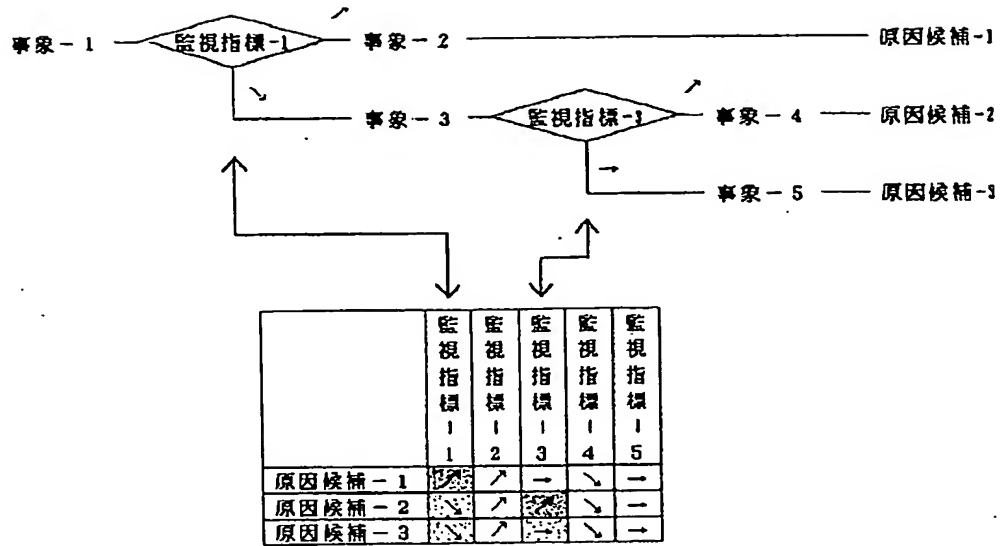 ↗
事象－1 監視指標-1 事象－2 原因候補-1
↘ ↗
事象－3 監視指標-3 事象－4 原因候補-2
→
事象－5 原因候補-3
監視指標－1 監視指標－2 監視指標－3 監視指標－4 監視指標－5
原因候補－1 ↗ ↗ → ↘ →
原因候補－2 ↘ ↗ ↗ ↘ →
原因候補－3 ↘ ↗ → ↘ →